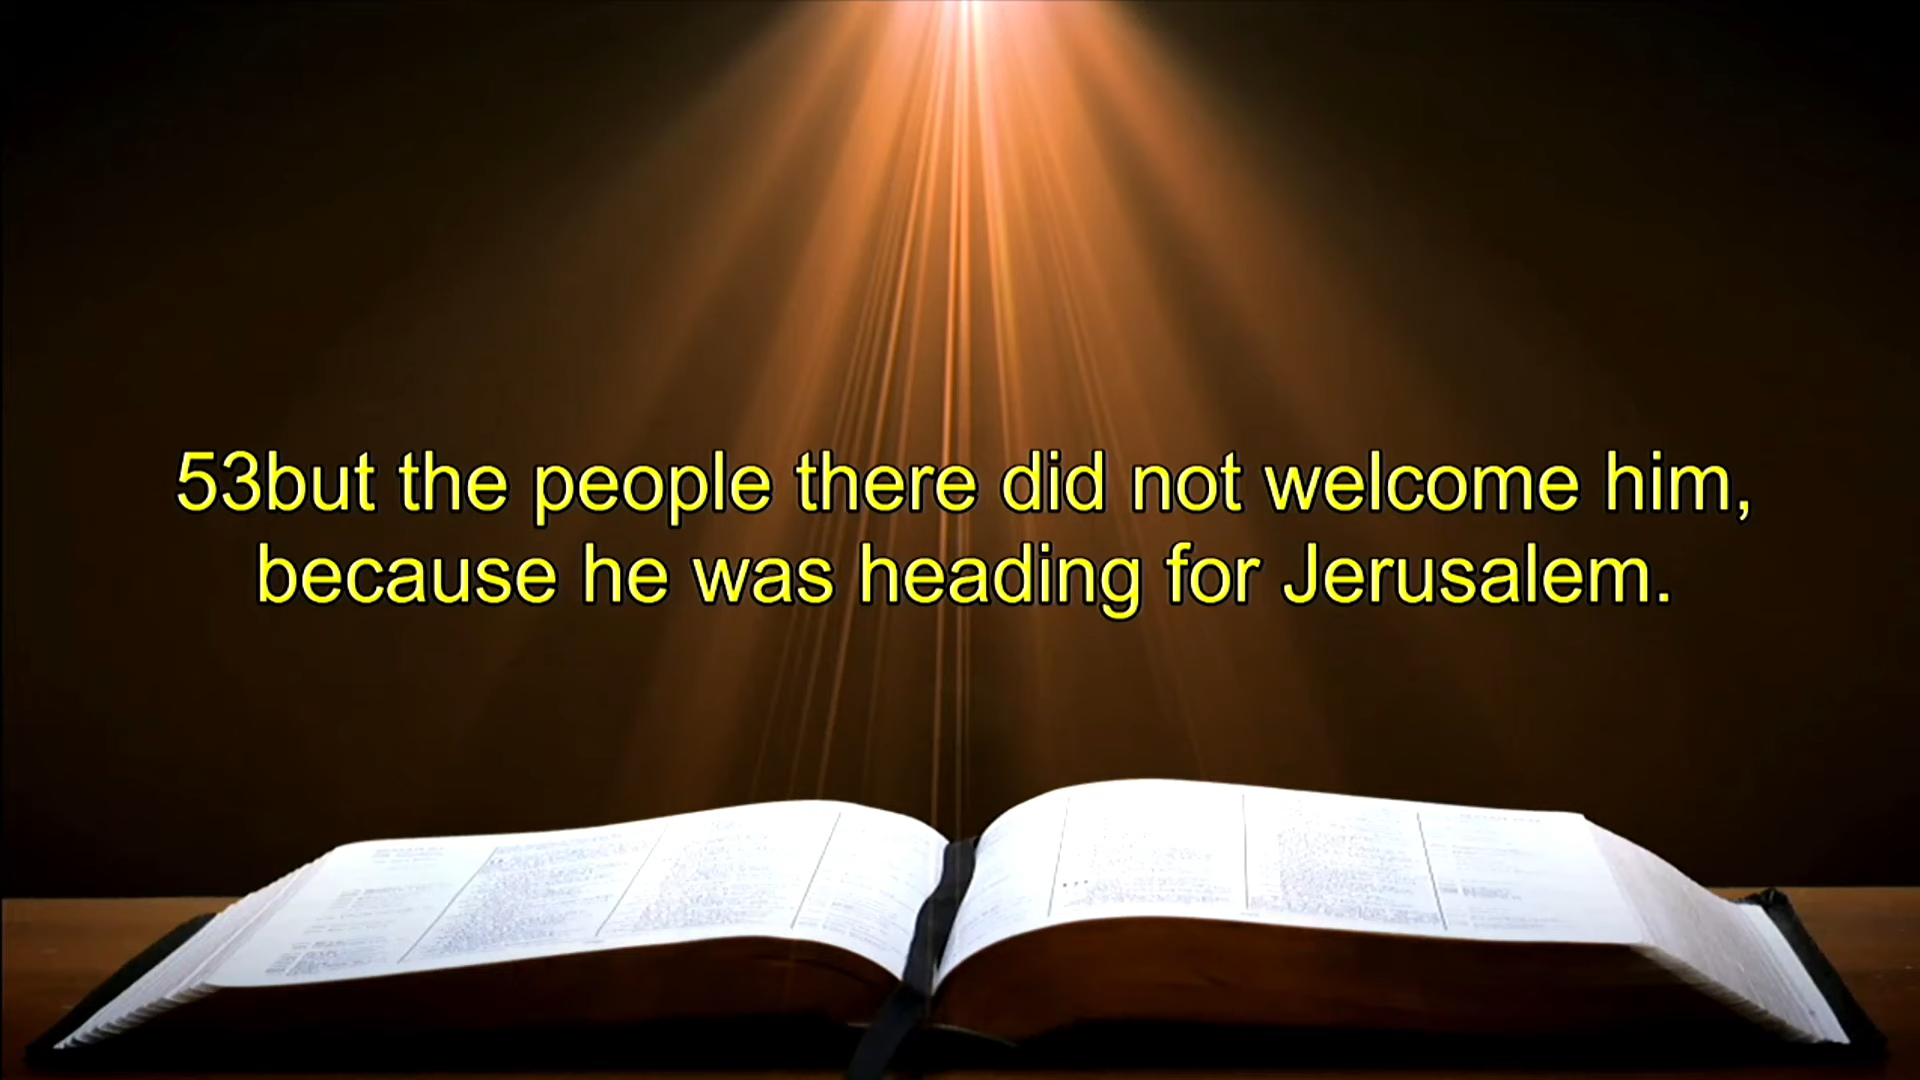 53but the people there did not welcome him,
because he was heading for Jerusalem.